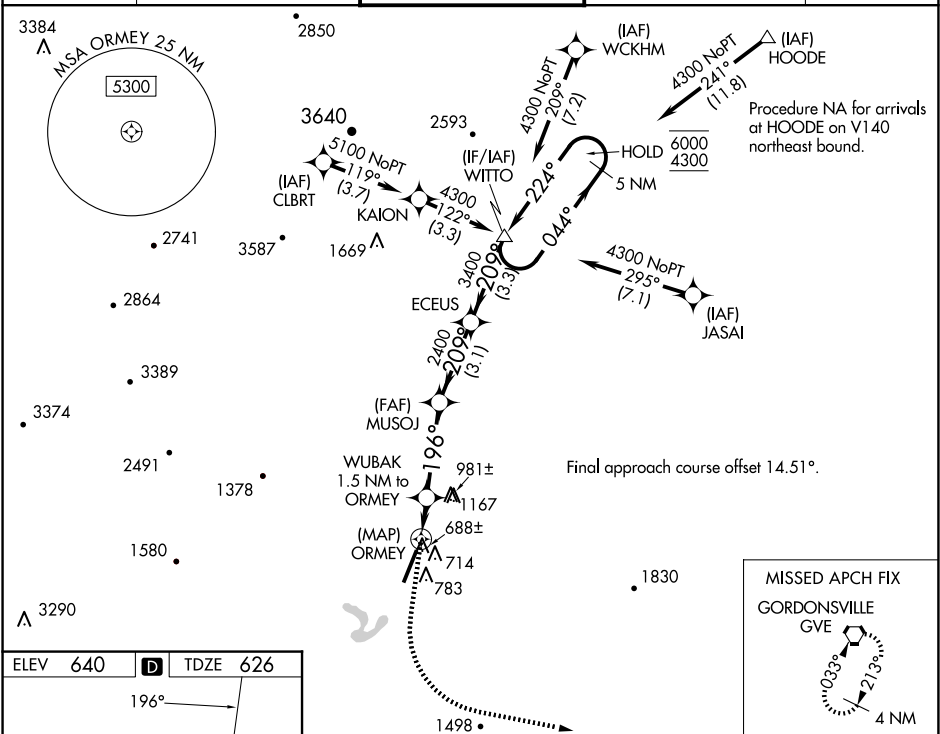 3384
2850
MSA ORMEY 25 NM
5300
(IAF)
WCKHM
(IAF)
HOODE
4300 NoPT
209°
(7.2)
4300 NoPT
241°
(11.8)
Procedure NA for arrivals
at HOODE on V140
northeast bound.
3640
2593
5100 NoPT
119°
(3.7)
(IAF)
CLBRT
(IF/IAF)
WITTO
HOLD
6000
4300
5 NM
224°
044°
KAION
4300
122°
(3.3)
2741
3587
1669
4300 NoPT
295°
(7.1)
(IAF)
JASAI
3400
209°
(3.3)
2864
ECEUS
2400
209°
(3.1)
3389
3374
(FAF)
MUSOJ
196°
2491
1378
WUBAK
1.5 NM to
ORMEY
981±
1167
Final approach course offset 14.51°.
(MAP)
ORMEY
688±
714
783
1580
1830
3290
MISSED APCH FIX
GORDONSVILLE
GVE
033°
213°
4 NM
ELEV 640 D TDZE 626
196°
1498